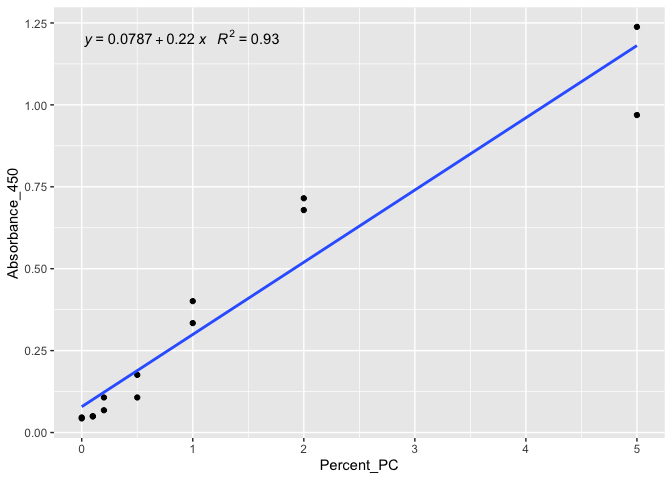 y = 0.0787 + 0.22 x R² = 0.93
1.25
1.00
0.75
0.50
0.25
0.00
Absorbance_450
0 1 2 3 4 5
Percent_PC